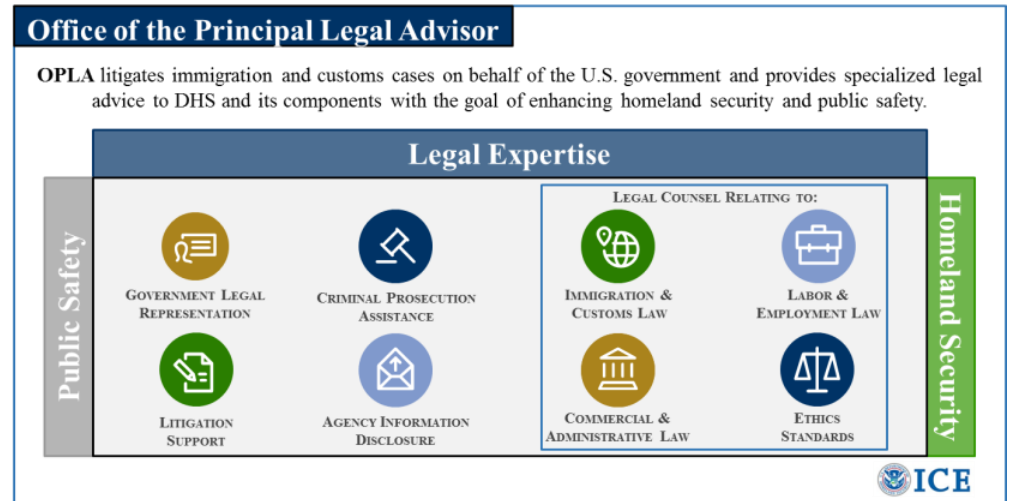 Office of the Principal Legal Advisor
OPLA litigates immigration and customs cases on behalf of the U.S. government and provides specialized legal
advice to DHS and its components with the goal of enhancing homeland security and public safety.
Legal Expertise
Public Safety
GOVERNMENT LEGAL
REPRESENTATION
CRIMINAL PROSECUTION
ASSISTANCE
LITIGATION
SUPPORT
AGENCY INFORMATION
DISCLOSURE
LEGAL COUNSEL RELATING TO:
IMMIGRATION &
CUSTOMS LAW
LABOR &
EMPLOYMENT LAW
COMMERCIAL &
ADMINISTRATIVE LAW
ETHICS
STANDARDS
Homeland Security
ICE